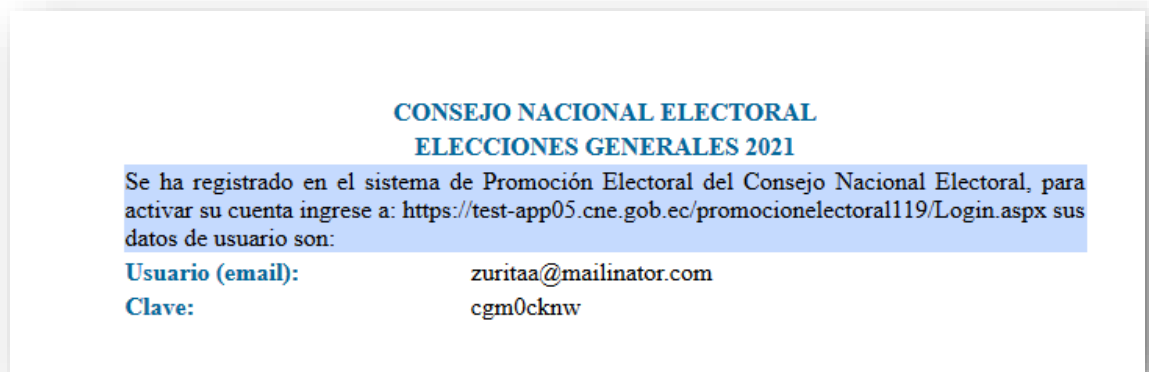 CONSEJO NACIONAL ELECTORAL
ELECCIONES GENERALES 2021
Se ha registrado en el sistema de Promoción Electoral del Consejo Nacional Electoral, para
activar su cuenta ingrese a: https://test-app05.cne.gob.ec/promocionelectoral119/Login.aspx sus
datos de usuario son:
Usuario (email): zuritaa@mailinator.com
Clave: cgm0cknw